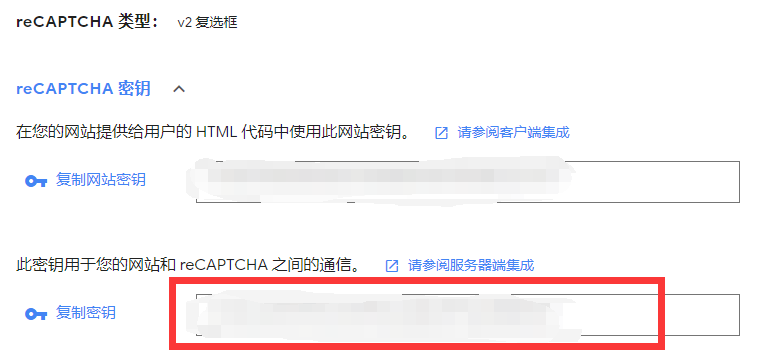 reCAPTCHA 类型： v2 复选框
reCAPTCHA 密钥
在您的网站提供给用户的 HTML 代码中使用此网站密钥。 请参阅客户端集成
复制网站密钥
此密钥用于您的网站和 reCAPTCHA 之间的通信。 请参阅服务器端集成
复制密钥